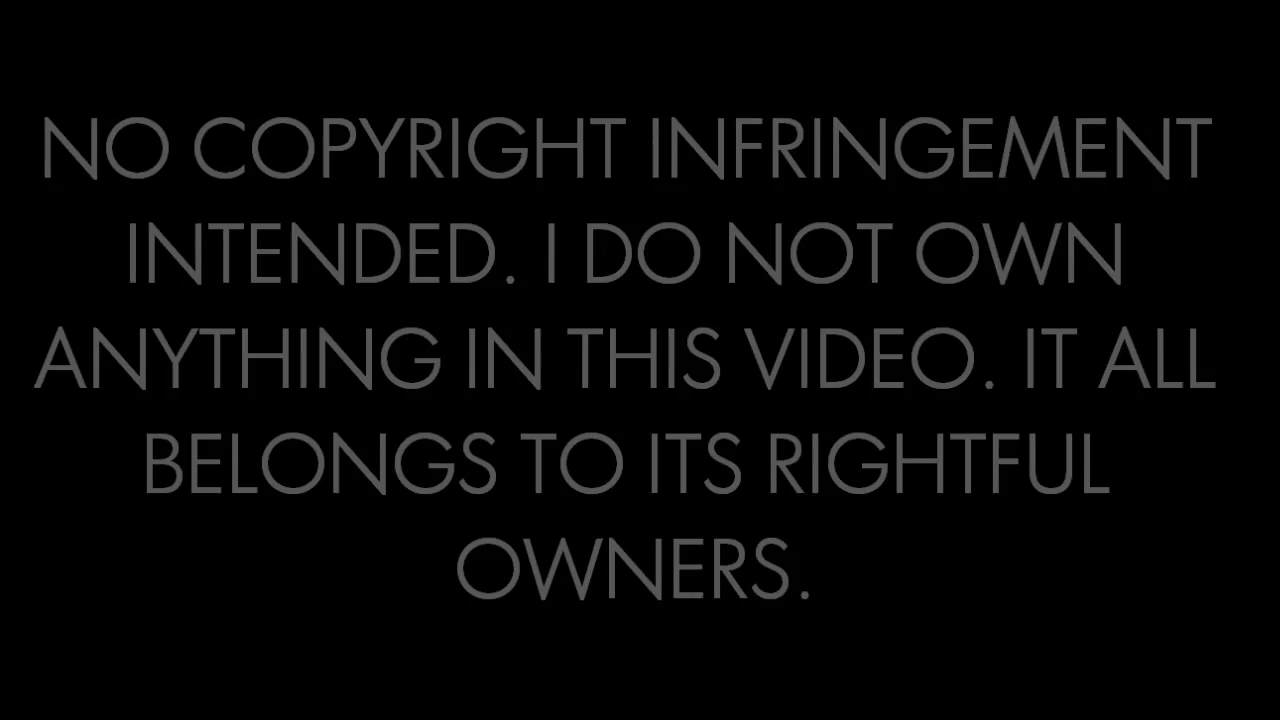 NO COPYRIGHT INFRINGEMENT
INTENDED. I DO NOT OWN
ANYTHING IN THIS VIDEO. IT ALL
BELONGS TO ITS RIGHTFUL
OWNERS.